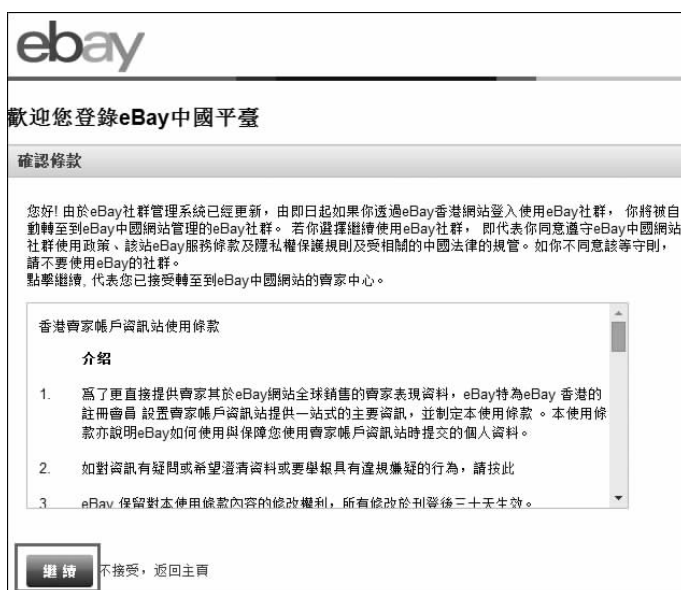 ebay
歡迎您登錄eBay中國平臺
確認條款
您好! 由於eBay社群管理系統已經更新，由即日起如果你透過eBay香港網站登入使用eBay社群， 你將被自
動轉至到eBay中國網站管理的eBay社群。 若你選擇繼續使用eBay社群， 即代表你同意遵守eBay中國網站
社群使用政策、該站eBay服務條款及隱私權保護規則及受相關的中國法律的規管。如你不同意該等守則，
請不要使用eBay的社群。
點擊繼續, 代表您已接受轉至到eBay中國網站的賣家中心。
香港賣家帳戶資訊站使用條款
介紹
1. 爲了更直接提供賣家其於eBay網站全球銷售的賣家表現資料，eBay特為eBay 香港的
註冊會員 設置賣家帳戶資訊站提供一站式的主要資訊，並制定本使用條款 。本使用條
款亦說明eBay如何使用與保障您使用賣家帳戶資訊站時提交的個人資料。
2. 如對資訊有疑問或希望澄清資料或要舉報具有違規嫌疑的行為，請按此
3. eBay 保留對本使用條款內容的修改權利，所有修改於刊登後三十天生效。
繼續 不接受，返回主頁